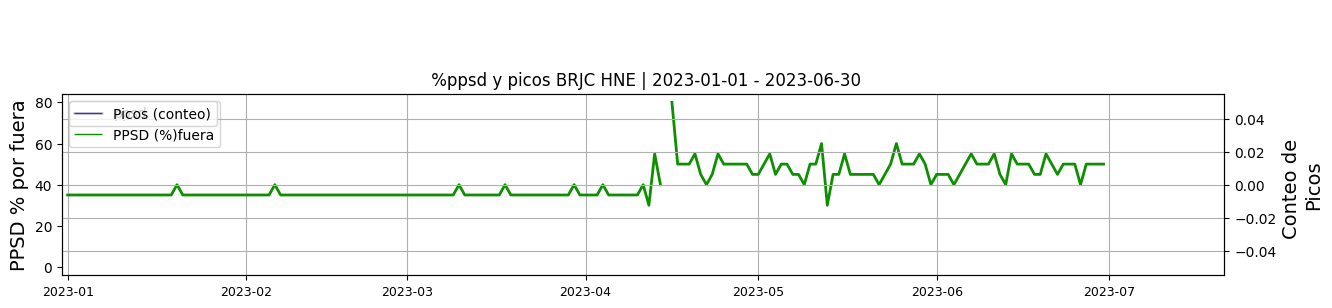 %ppsd y picos BRJC HNE | 2023-01-01 - 2023-06-30
PPSD % por fuera
80
60
40
20
0
Picos (conteo)
PPSD (%)fuera
0.04
0.02
0.00
−0.02
−0.04
Conteo de
Picos
2023-01
2023-02
2023-03
2023-04
2023-05
2023-06
2023-07